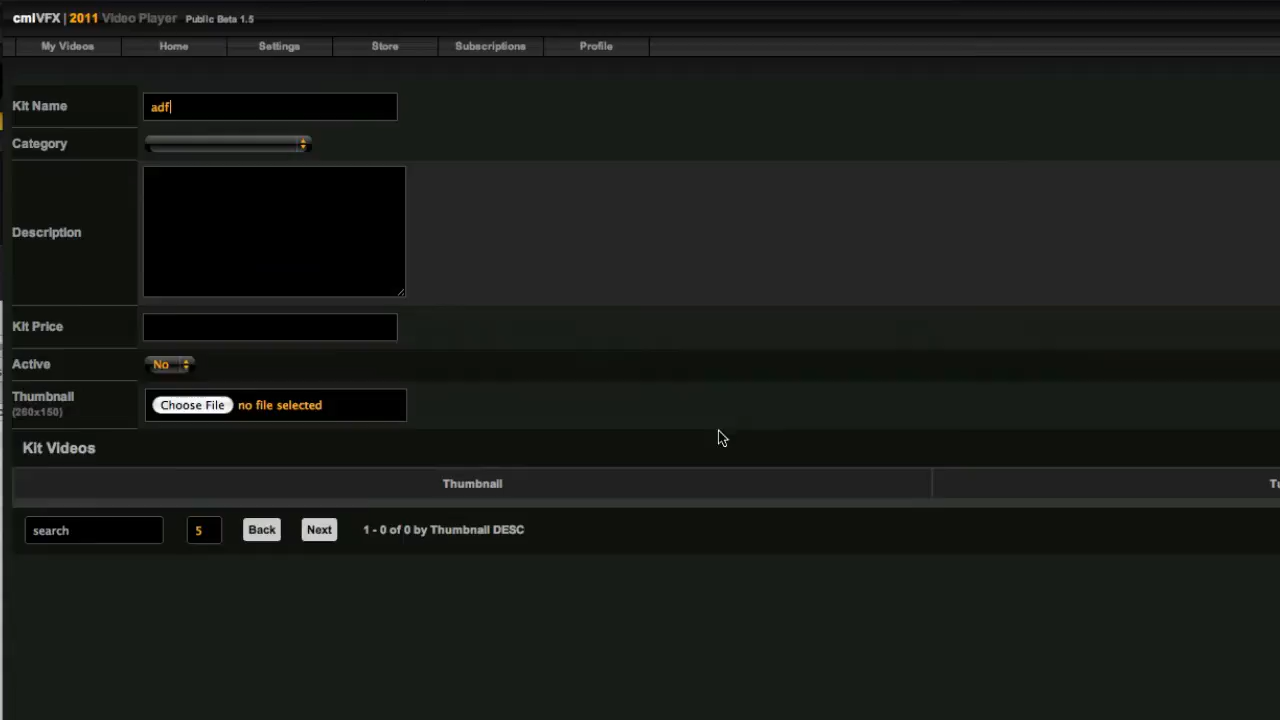 cmiVFX | 2011 Video Player Public Beta 1.5
My Videos Home Settings Store Subscriptions Profile
Kit Name adf
Category
Description
Kit Price
Active No
Thumbnail
(260x150)
Choose File no file selected
Kit Videos
Thumbnail
search 5 Back Next 1 - 0 of 0 by Thumbnail DESC